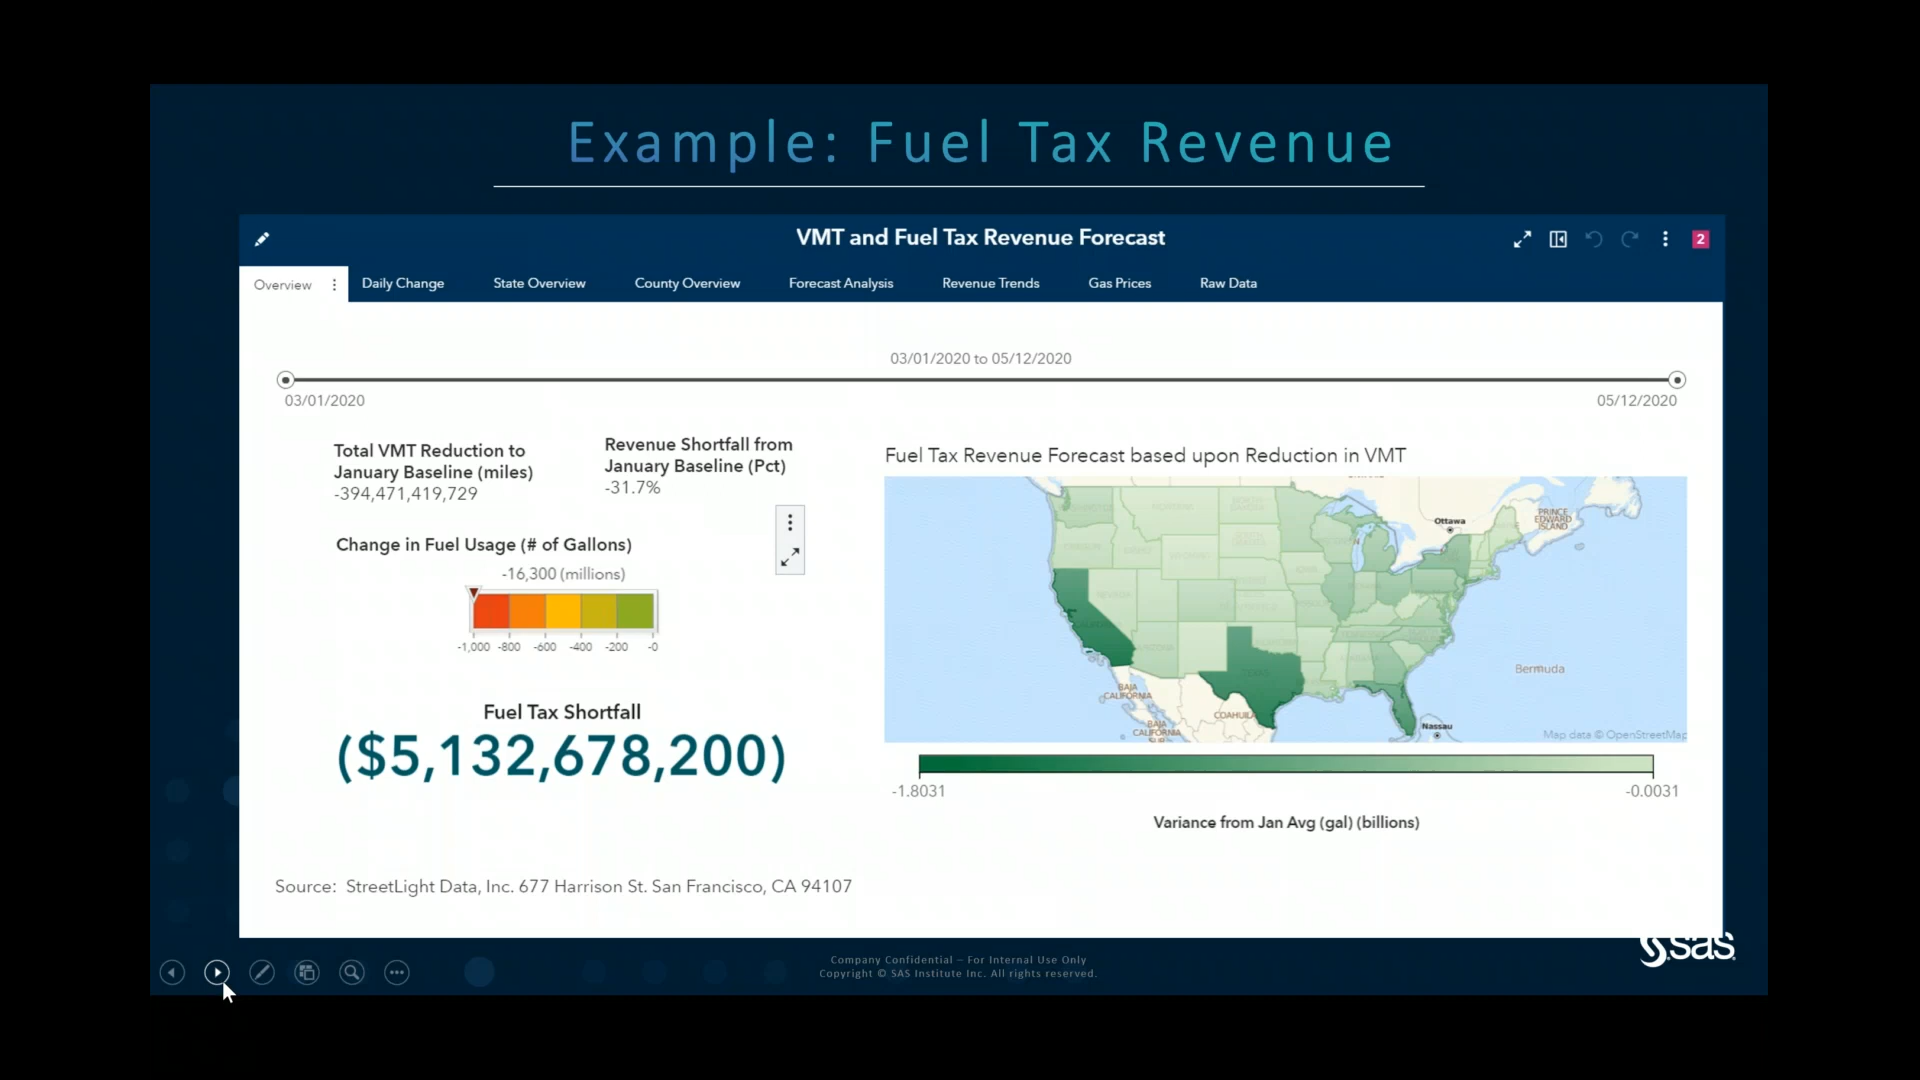 Example: Fuel Tax Revenue
VMT and Fuel Tax Revenue Forecast
2
Overview
Daily Change
State Overview
County Overview
Forecast Analysis
Revenue Trends
Gas Prices
Raw Data
03/01/2020 to 05/12/2020
03/01/2020
05/12/2020
Total VMT Reduction to
January Baseline (miles)
-394,471,419,729
Revenue Shortfall from
January Baseline (Pct)
-31.7%
Change in Fuel Usage (# of Gallons)
-16,300 (millions)
-1,000 -800 -600 -400 -200 -0
Fuel Tax Shortfall
($5,132,678,200)
Fuel Tax Revenue Forecast based upon Reduction in VMT
Ottawa
PRINCE
EDWARD
ISLAND
Bermuda
BAJA
CALIFORNIA
COAHUILA
BAJA
CALIFORNIA
Nassau
Map data © OpenStreetMap
-1.8031
-0.0031
Variance from Jan Avg (gal) (billions)
Source: StreetLight Data, Inc. 677 Harrison St. San Francisco, CA 94107
Company Confidential – For Internal Use Only
Copyright © SAS Institute Inc. All rights reserved.
sas